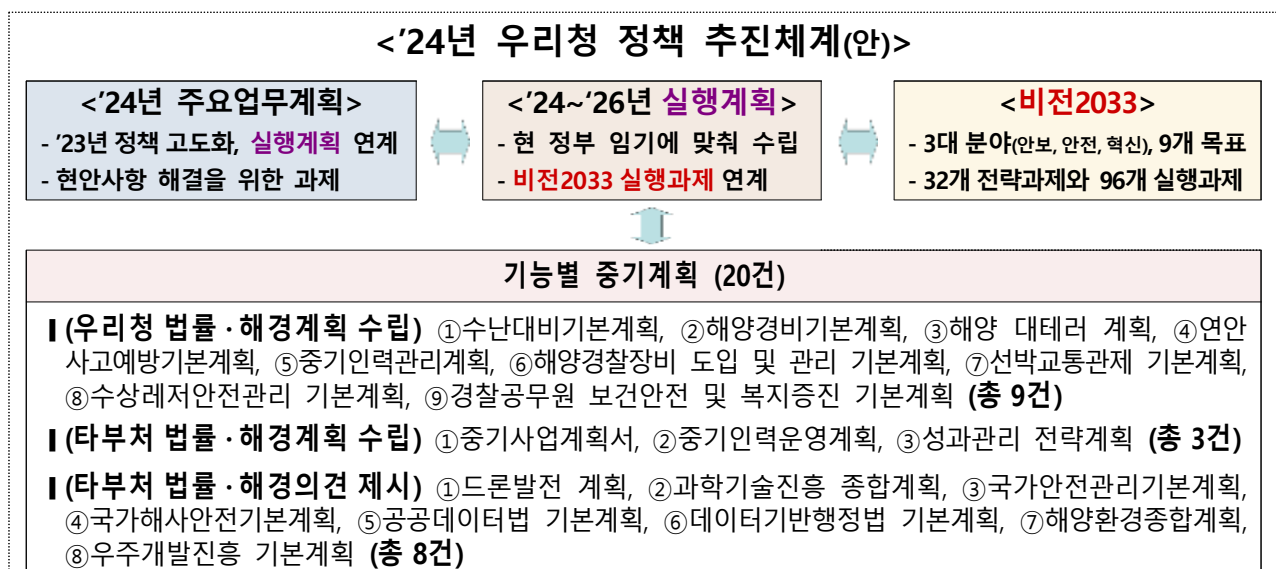 <’24년 우리청 정책 추진체계(안)>
<’24년 주요업무계획>
- ’23년 정책 고도화, 실행계획 연계
- 현안사항 해결을 위한 과제
<’24~‘26년 실행계획>
- 현 정부 임기에 맞춰 수립
- 비전2033 실행과제 연계
<비전2033>
- 3대 분야(안보, 안전, 혁신), 9개 목표
- 32개 전략과제와 96개 실행과제
기능별 중기계획 (20건)
▌(우리청 법률·해경계획 수립) ①수난대비기본계획, ②해양경비기본계획, ③해양 대테러 계획, ④연안
사고예방기본계획, ⑤중기인력관리계획, ⑥해양경찰장비 도입 및 관리 기본계획, ⑦선박교통관제 기본계획,
⑧수상레저안전관리 기본계획, ⑨경찰공무원 보건안전 및 복지증진 기본계획 (총 9건)
▌(타부처 법률·해경계획 수립) ①중기사업계획서, ②중기인력운영계획, ③성과관리 전략계획 (총 3건)
▌(타부처 법률·해경의견 제시) ①드론발전 계획, ②과학기술진흥 종합계획, ③국가안전관리기본계획,
④국가해사안전기본계획, ⑤공공데이터법 기본계획, ⑥데이터기반행정법 기본계획, ⑦해양환경종합계획,
⑧우주개발진흥 기본계획 (총 8건)